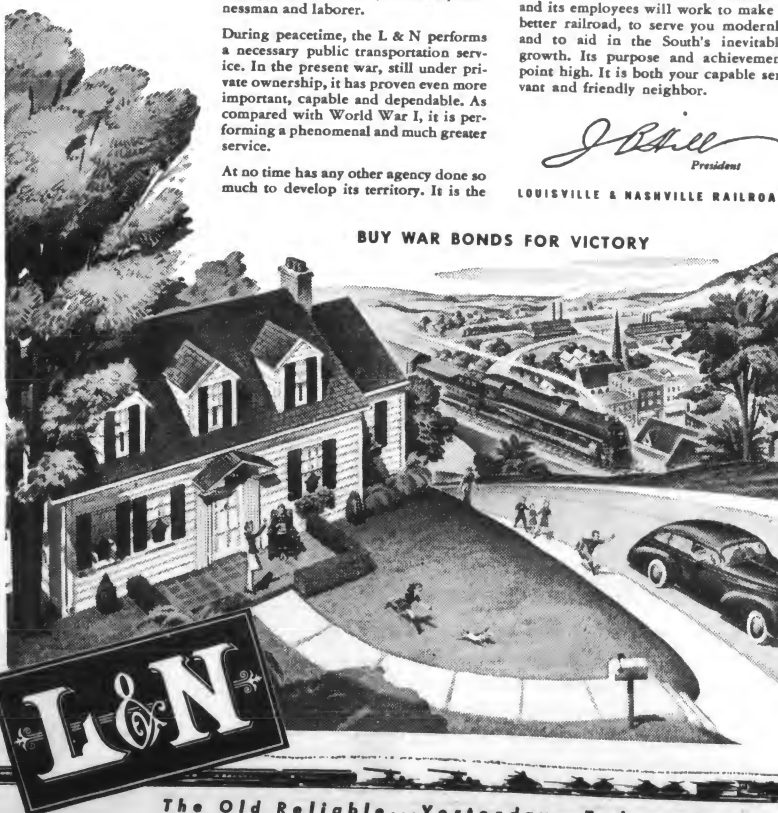 nessman and laborer.
During peacetime, the L & N performs
a necessary public transportation serv-
ice. In the present war, still under pri-
vate ownership, it has proven even more
important, capable and dependable. As
compared with World War I, it is per-
forming a phenomenal and much greater
service.
At no time has any other agency done so
much to develop its territory. It is the
and its employees will work to make
better railroad, to serve you modernl
and to aid in the South's inevitabl
growth. Its purpose and achievemen
point high. It is both your capable ser
vant and friendly neighbor.
J B Hill
President
LOUISVILLE & NASHVILLE RAILROA
BUY WAR BONDS FOR VICTORY
L&N
The Old Reliable... Yesterday